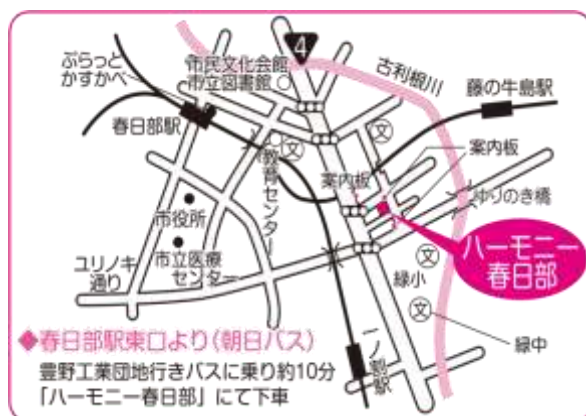 4
ぷらっと
かすかべ
市民文化会館
市立図書館
古利根川
藤の牛島駅
春日部駅
文
文
案内板
案内板
教育センター
ゆりのき橋
市役所
ハーモニー
春日部
市立医療
センター
ユリノキ
通り
文
緑小
文
一ノ割駅
緑中
◆春日部駅東口より(朝日バス)
豊野工業団地行きバスに乗り約10分
「ハーモニー春日部」にて下車